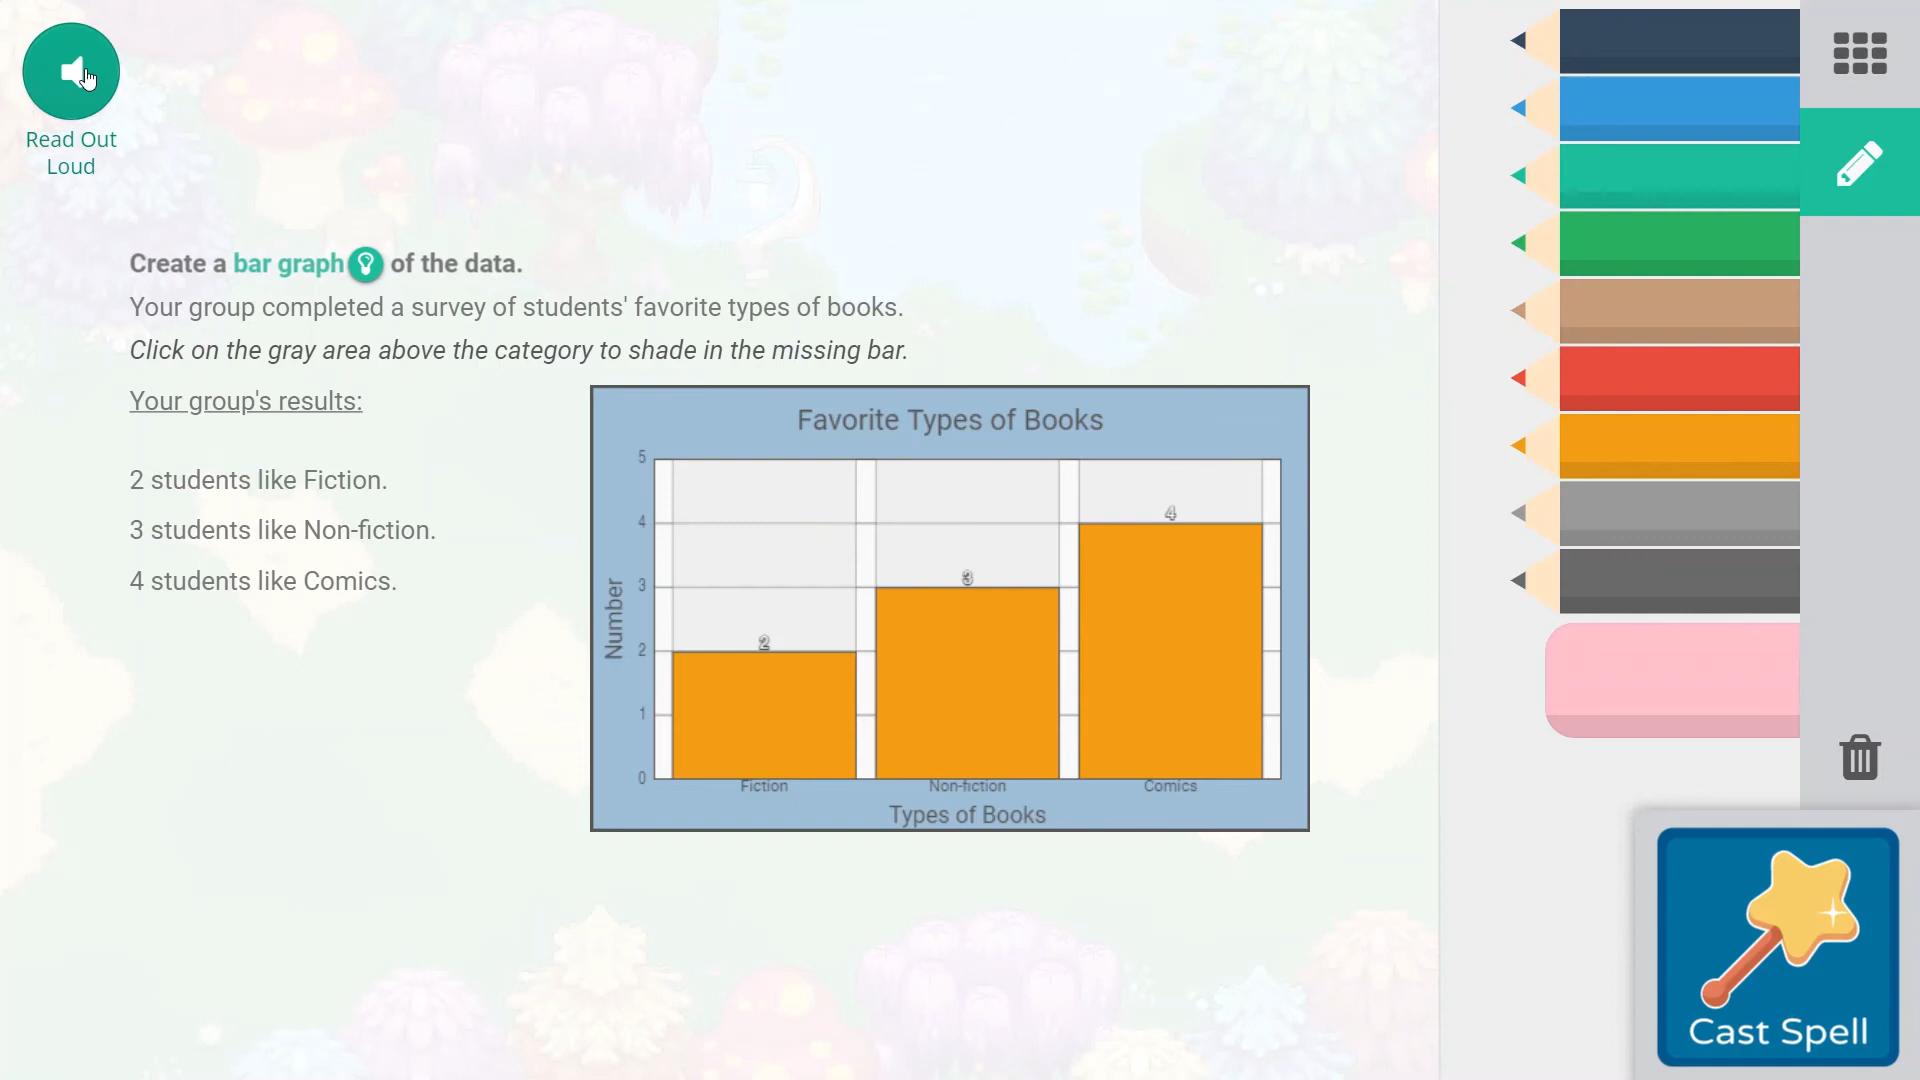 Read Out
Loud
Create a bar graph of the data.
Your group completed a survey of students' favorite types of books.
Click on the gray area above the category to shade in the missing bar.
Your group's results:
2 students like Fiction.
3 students like Non-fiction.
4 students like Comics.
Favorite Types of Books
5
4
3
2
1
0
Number
2
3
4
Fiction
Non-fiction
Comics
Types of Books
Cast Spell